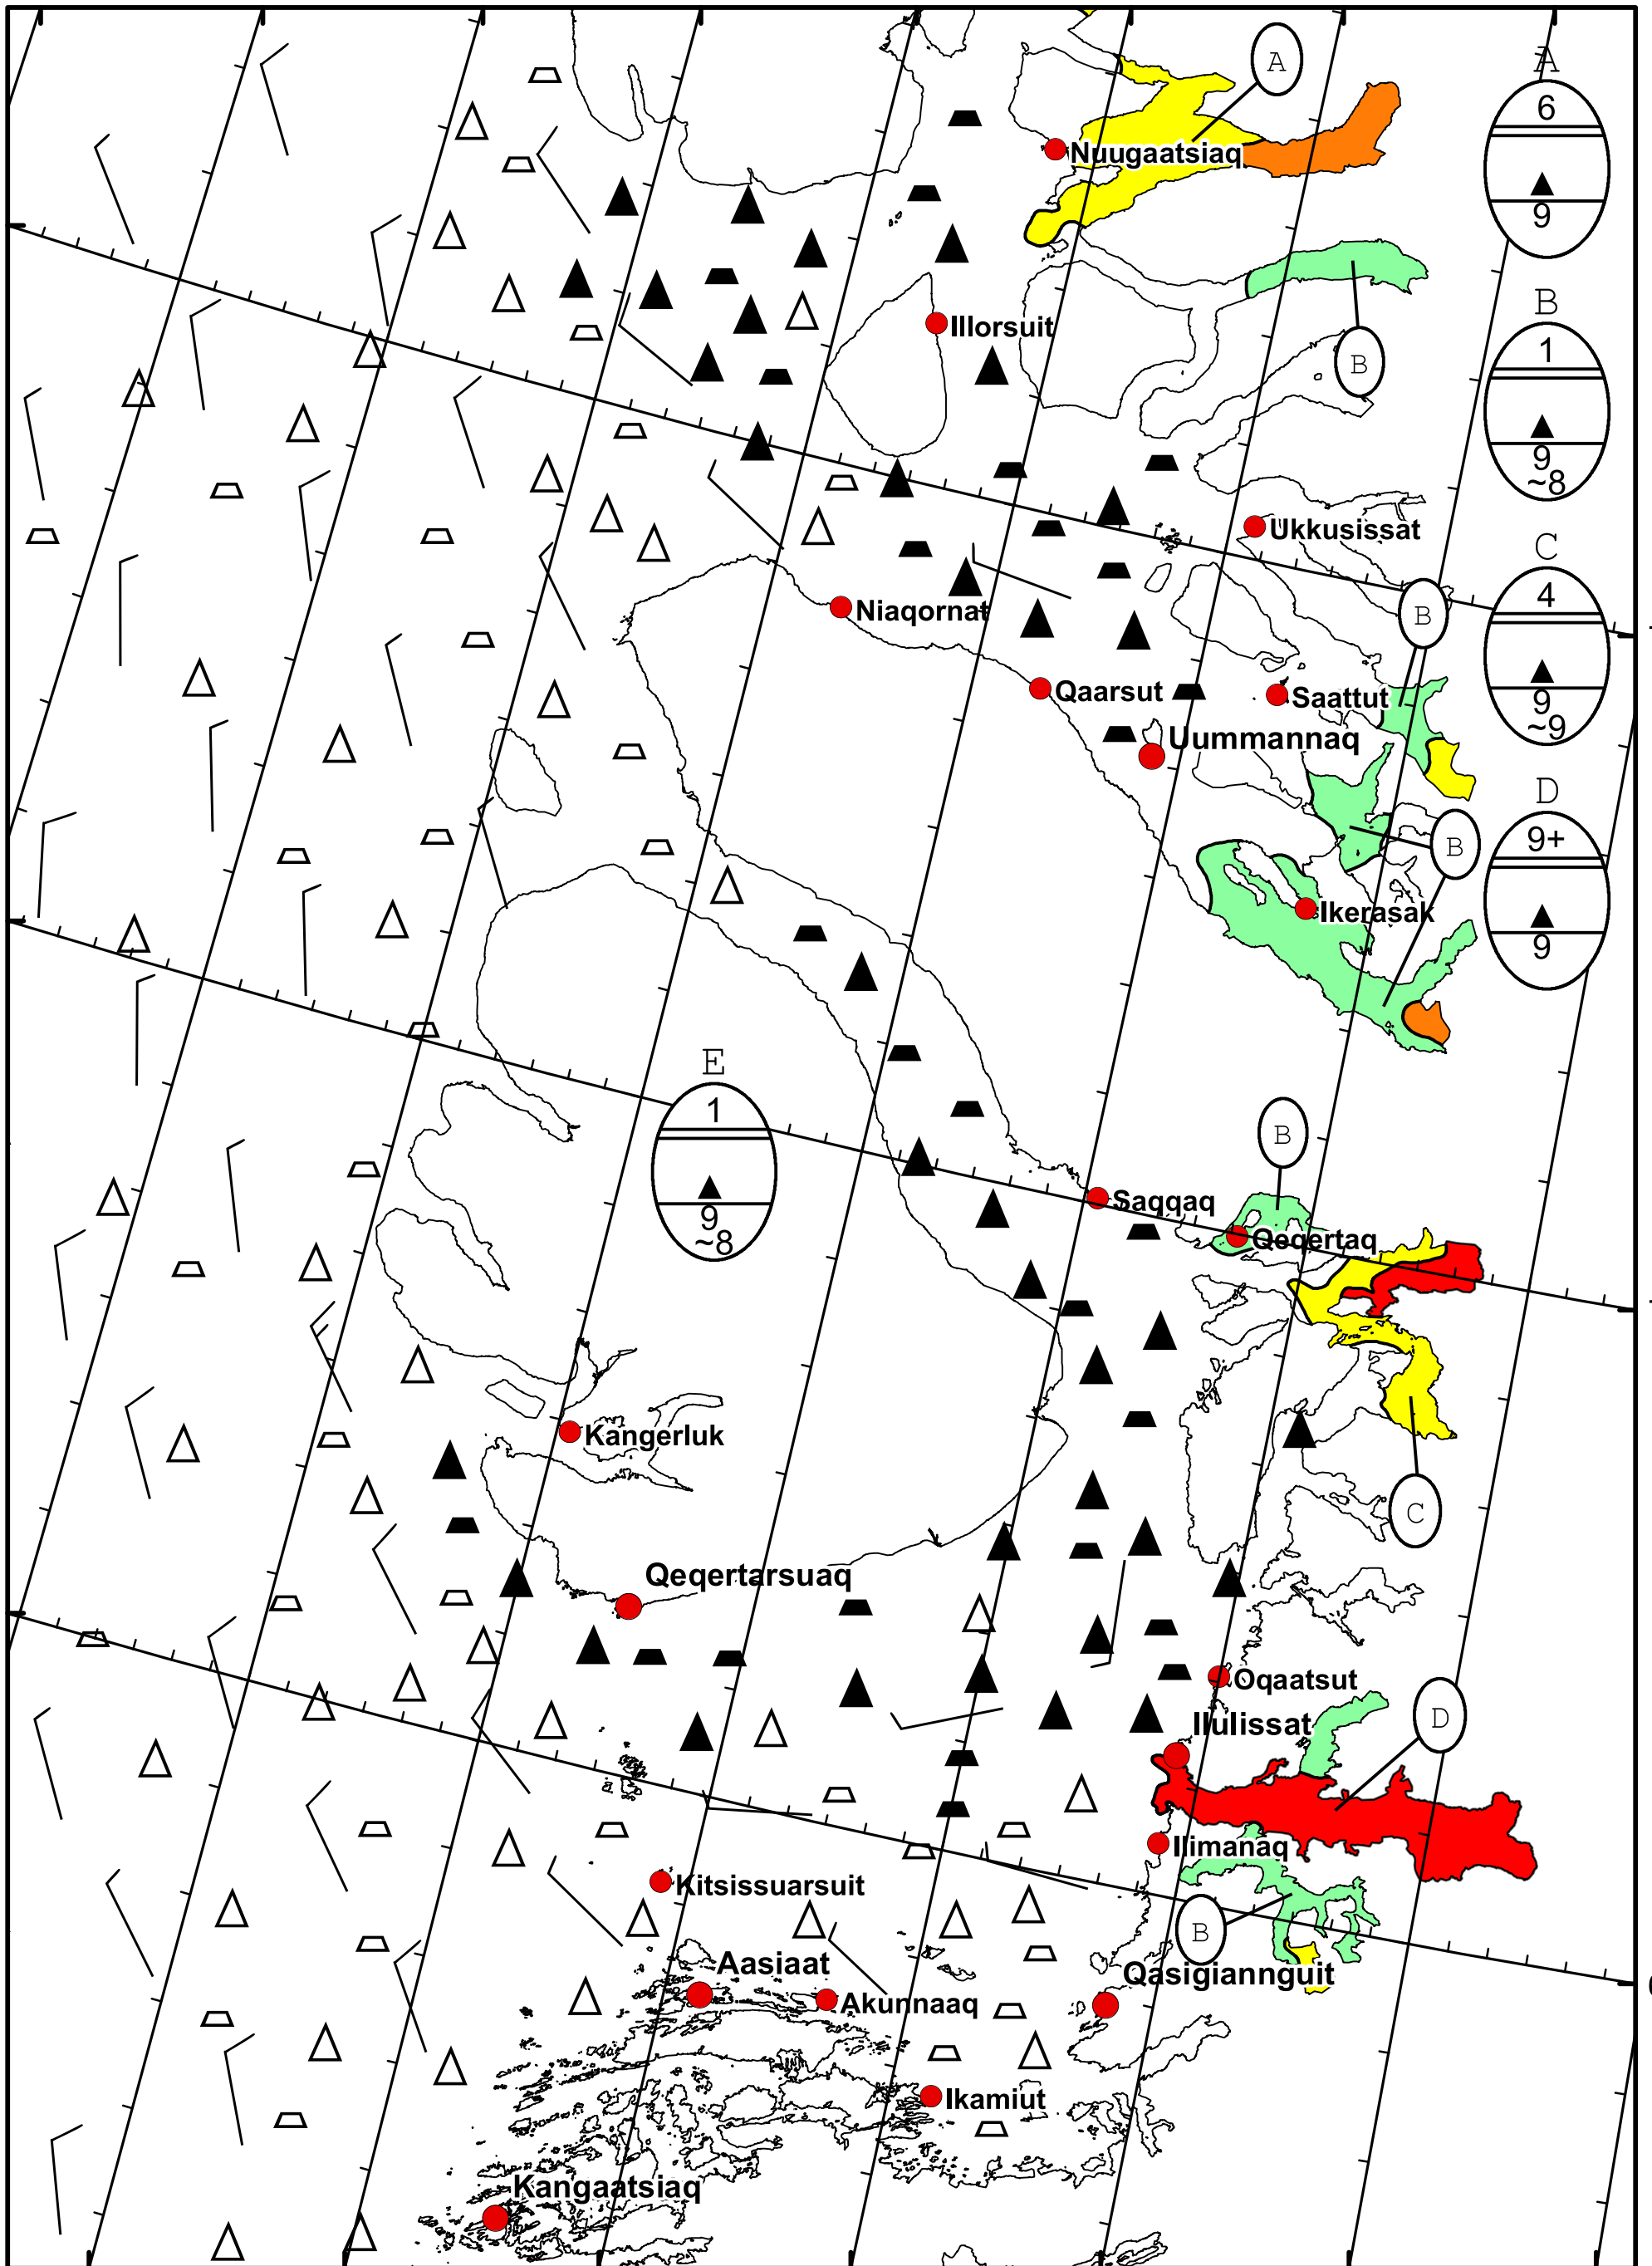 A
A
6
9
Nuugaatsiaq
B
1
9
~8
Illorsuit
B
Ukkusissat
C
4
9
~9
B
Niaqornat
Qaarsut
Saattut
Uummannaq
D
9+
9
B
Ikerasak
E
1
9
~8
B
Saqqaq
Qeqertaq
Kangerluk
C
Qeqertarsuaq
Oqaatsut
D
Ilulissat
Ilimanaq
Kitsissuarsuit
B
Aasiaat
Qasigiannguit
Akunnaaq
Ikamiut
Kangaatsiaq